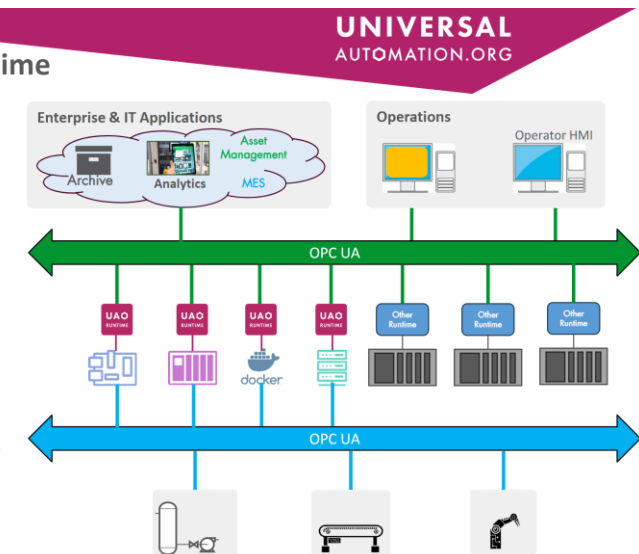 UNIVERSAL
AUTOMATION.ORG
ime
Enterprise & IT Applications
Operations
Asset
Management
Operator HMI
Archive
Analytics
MES
OPC UA
UAO
RUNTIME
UAO
RUNTIME
UAO
RUNTIME
UAO
RUNTIME
Other
Runtime
Other
Runtime
Other
Runtime
docker
OPC UA